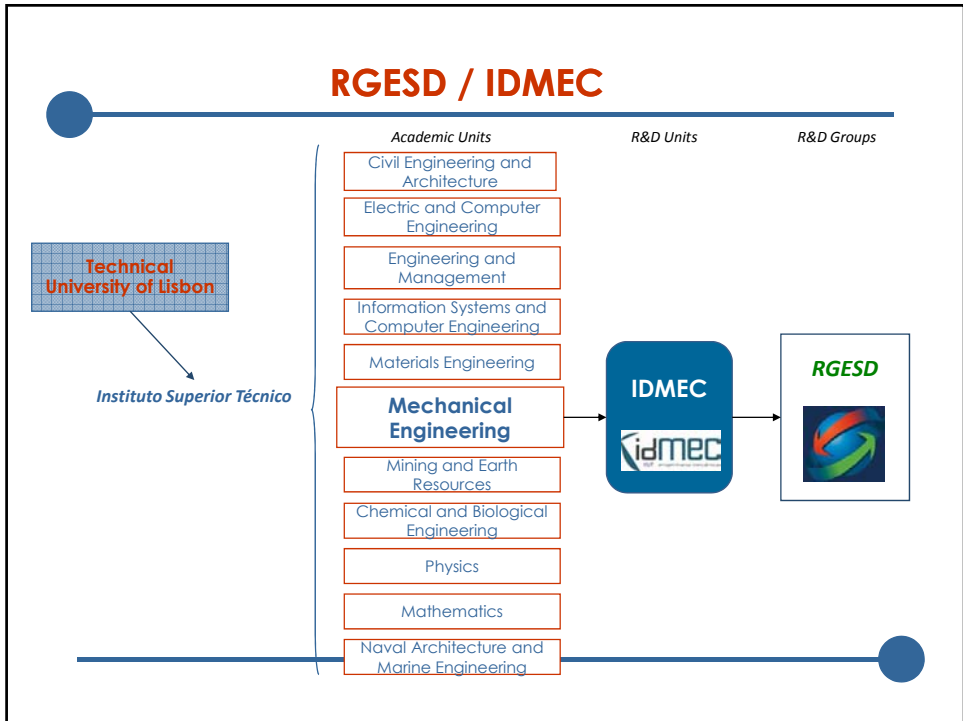 RGESD / IDMEC
Academic Units
R&D Units
R&D Groups
Technical
University of Lisbon
Instituto Superior Técnico
Civil Engineering and
Architecture
Electric and Computer
Engineering
Engineering and
Management
Information Systems and
Computer Engineering
Materials Engineering
Mechanical
Engineering
Mining and Earth
Resources
Chemical and Biological
Engineering
Physics
Mathematics
Naval Architecture and
Marine Engineering
IDMEC
idmec
RGESD